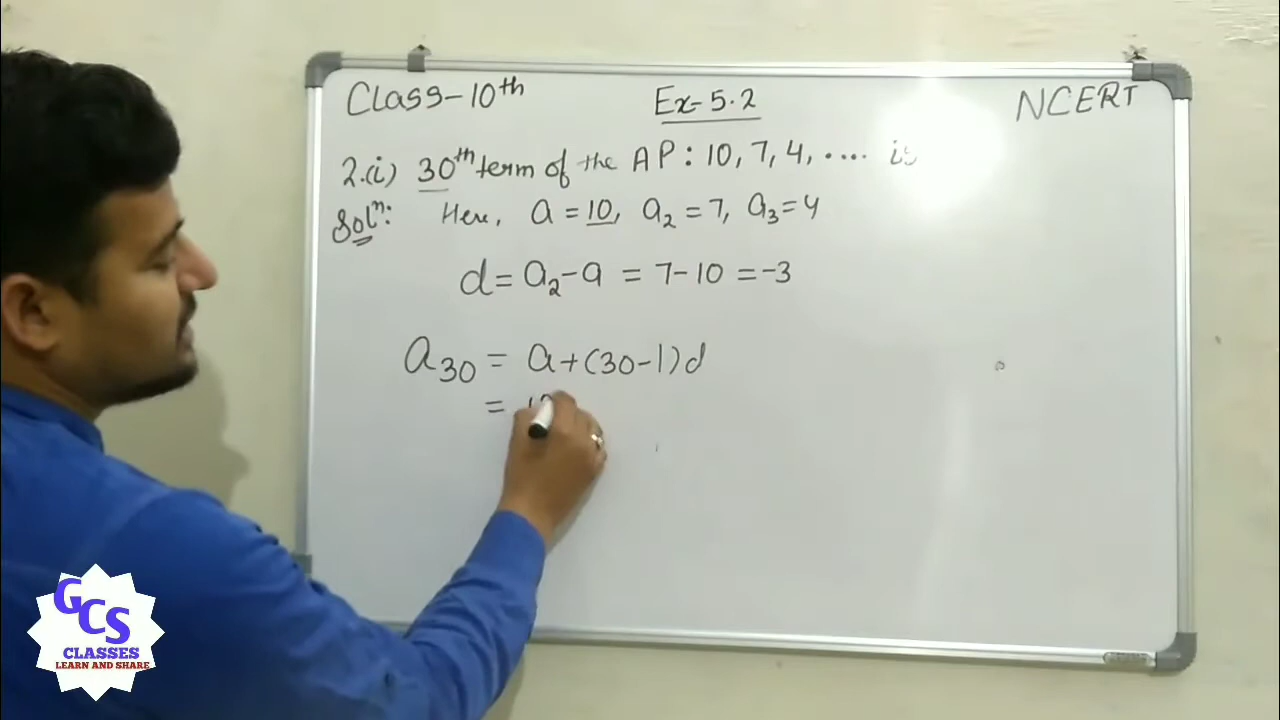 Class-10th Ex-5.2 NCERT
2.(i) 30th term of the AP: 10, 7, 4, .... is
Solⁿ: Here, a = 10, a₂ = 7, a₃ = 4
d = a₂ - a = 7 - 10 = -3
a₃₀ = a + (30-1)d
=
GCS
CLASSES
LEARN AND SHARE